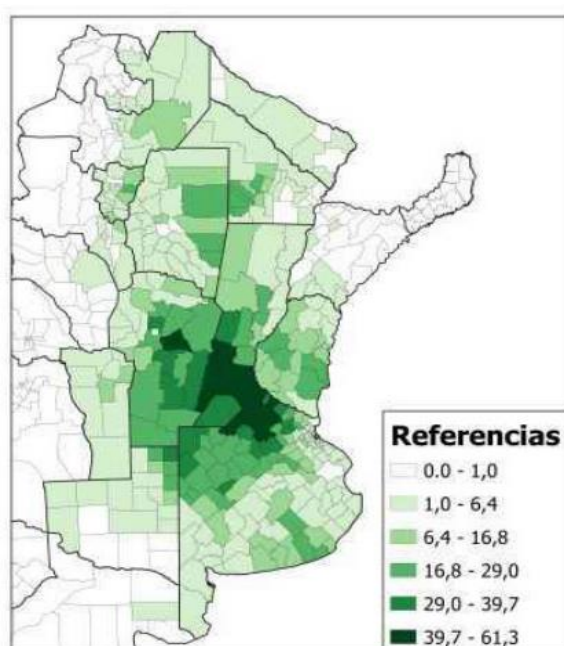 Referencias
0.0 - 1,0
1,0 - 6,4
6,4 - 16,8
16,8 - 29,0
29,0 - 39,7
39,7 - 61,3